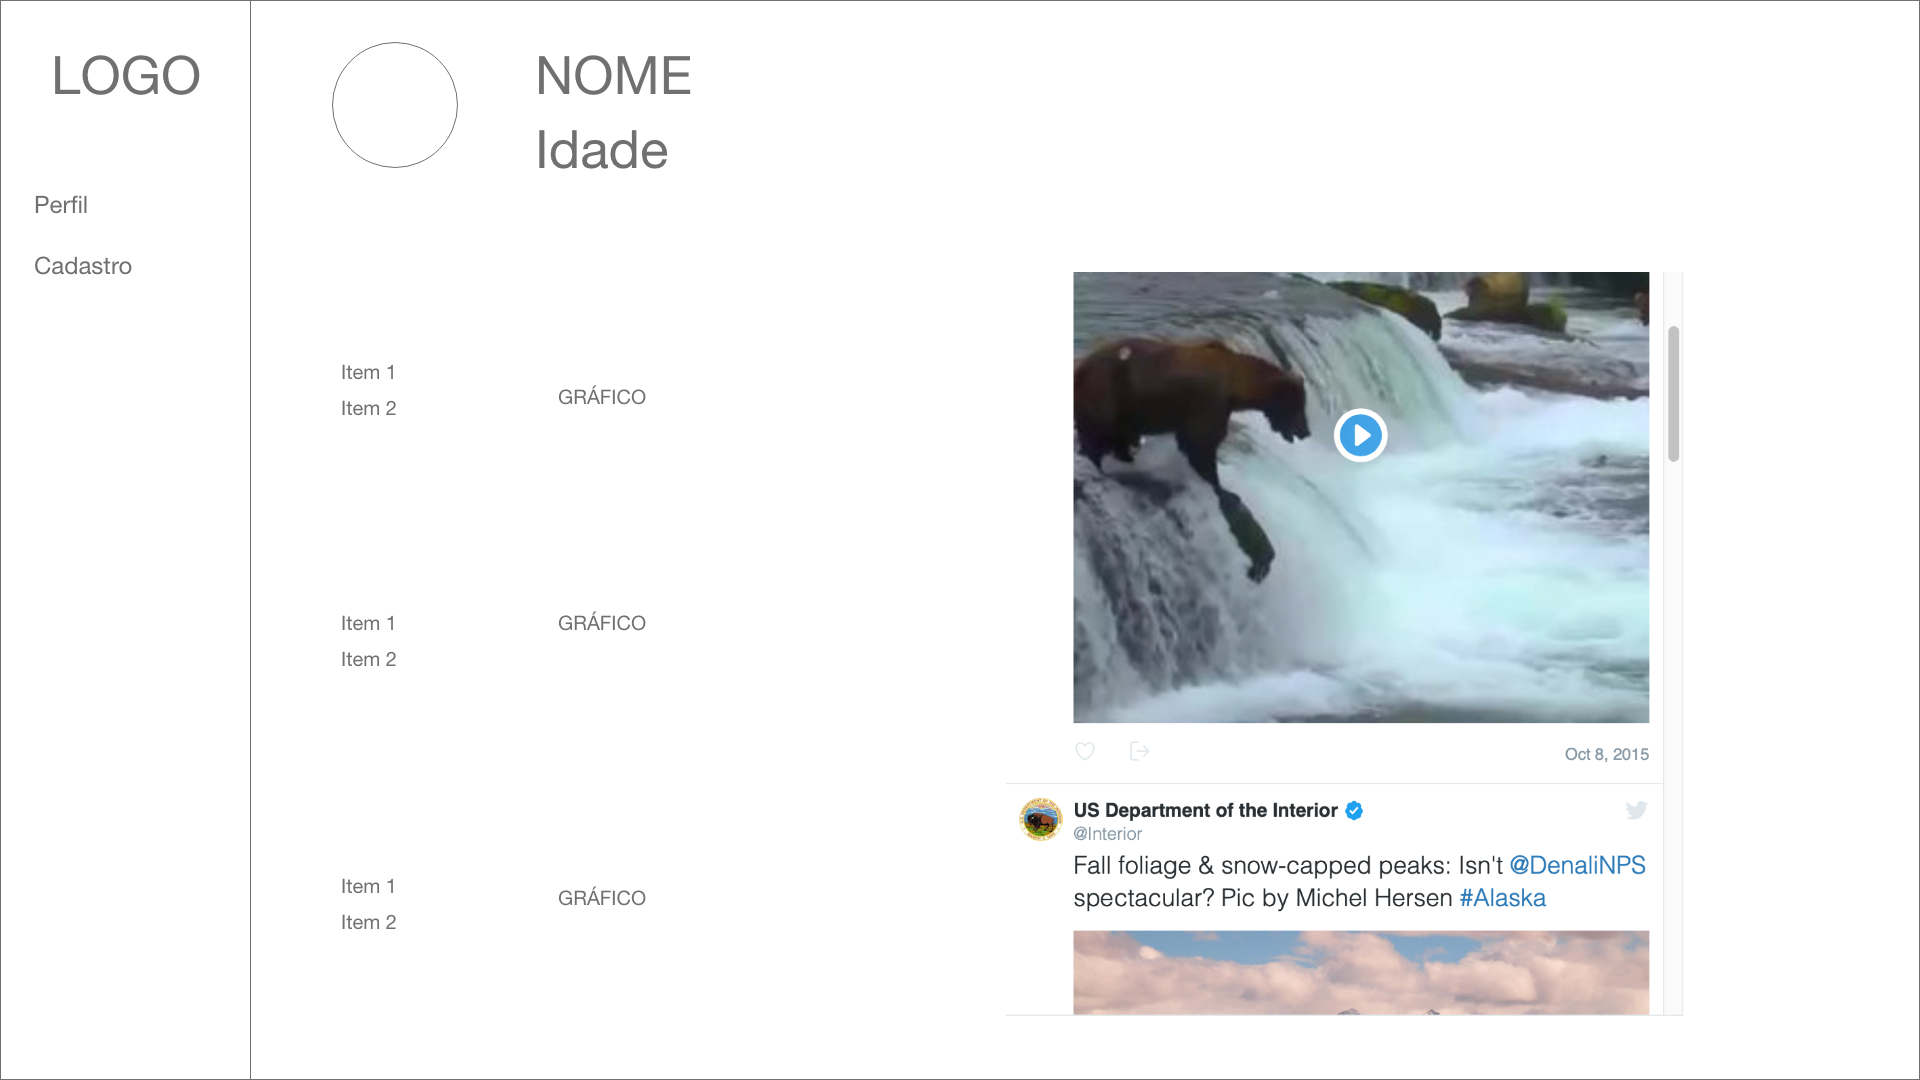 LOGO
Perfil
Cadastro
NOME
Idade
Item 1
Item 2
GRÁFICO
Item 1
Item 2
GRÁFICO
Item 1
Item 2
GRÁFICO
Oct 8, 2015
US Department of the Interior
@Interior
Fall foliage & snow-capped peaks: Isn't @DenaliNPS
spectacular? Pic by Michel Hersen #Alaska